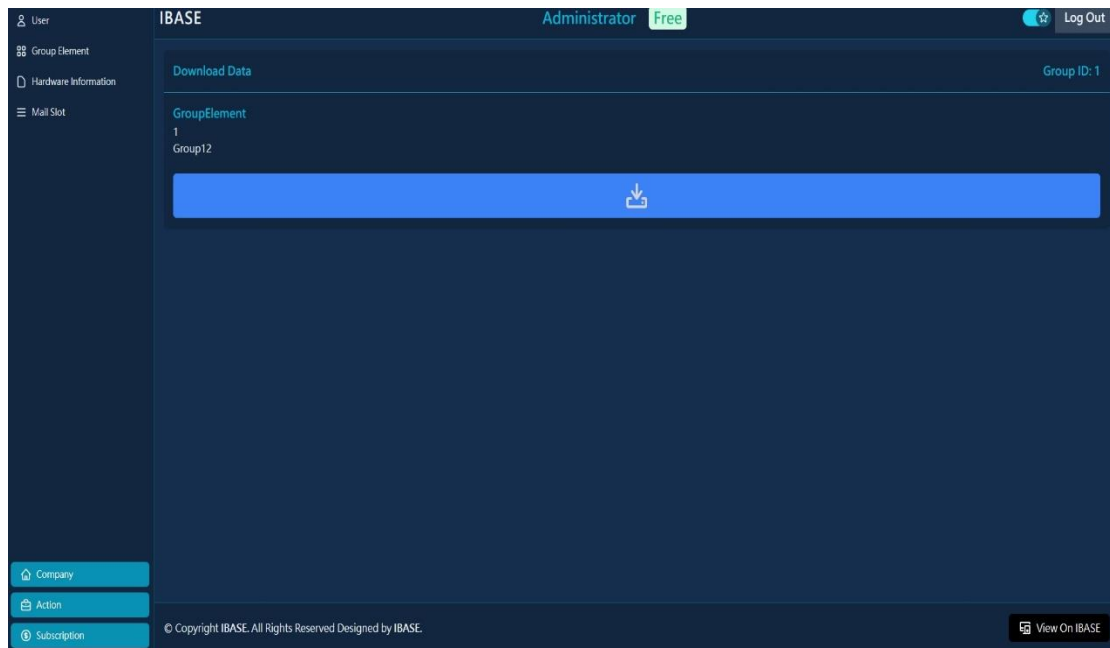 User
Group Element
Hardware Information
Mail Slot
Company
Action
Subscription
IBASE
Administrator Free
Log Out
Download Data
Group ID: 1
GroupElement
1
Group12
© Copyright IBASE. All Rights Reserved Designed by IBASE.
View On IBASE